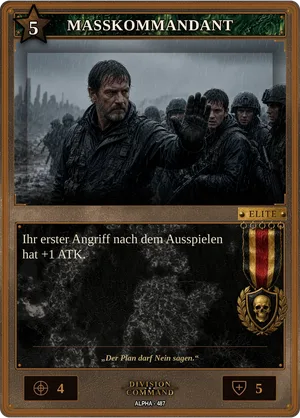 5
MASSKOMMANDANT
ELITE
Ihr erster Angriff nach dem Ausspielen
hat +1 ATK.
„Der Plan darf Nein sagen.“
4
DIVISION
COMMAND
ALPHA · 487
5